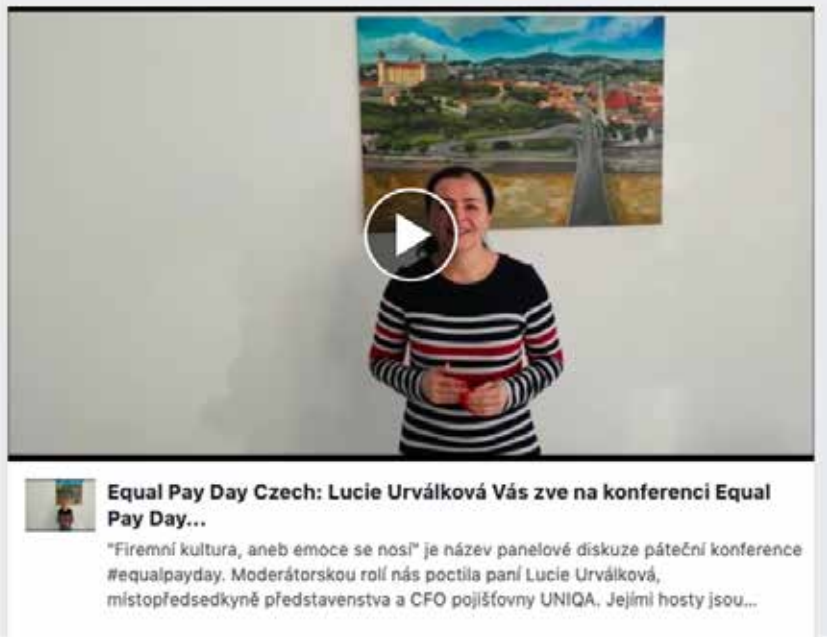 Equal Pay Day Czech: Lucie Urválková Vás zve na konferenci Equal
Pay Day...
"Firemní kultura, aneb emoce se nosí" je název panelové diskuze páteční konference
#equalpayday. Moderátorskou rolí nás poctila paní Lucie Urválková,
místopředsedkyně představenstva a CFO pojišťovny UNIQA. Jejími hosty jsou...